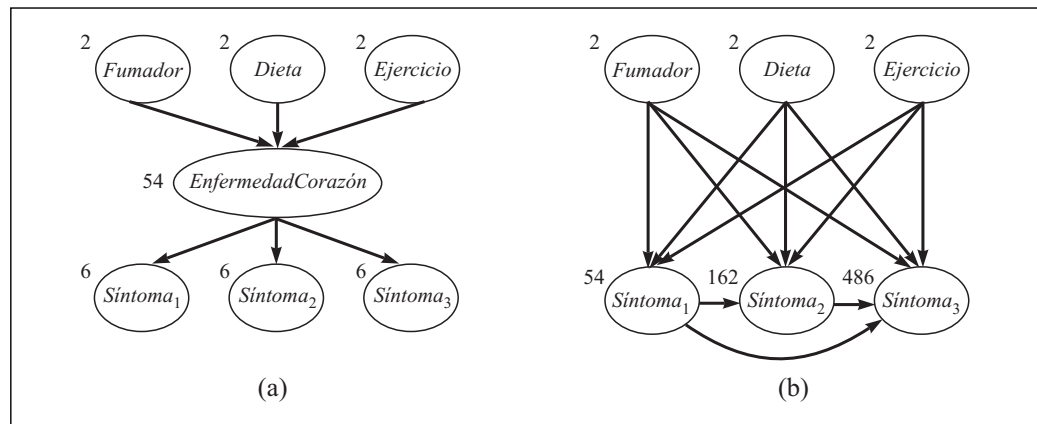 2 2 2 2 2 2
Fumador Dieta Ejercicio Fumador Dieta Ejercicio
54 EnfermedadCorazón
6 6 6 54 162 486
Síntoma1 Síntoma2 Síntoma3 Síntoma1 Síntoma2 Síntoma3
(a) (b)